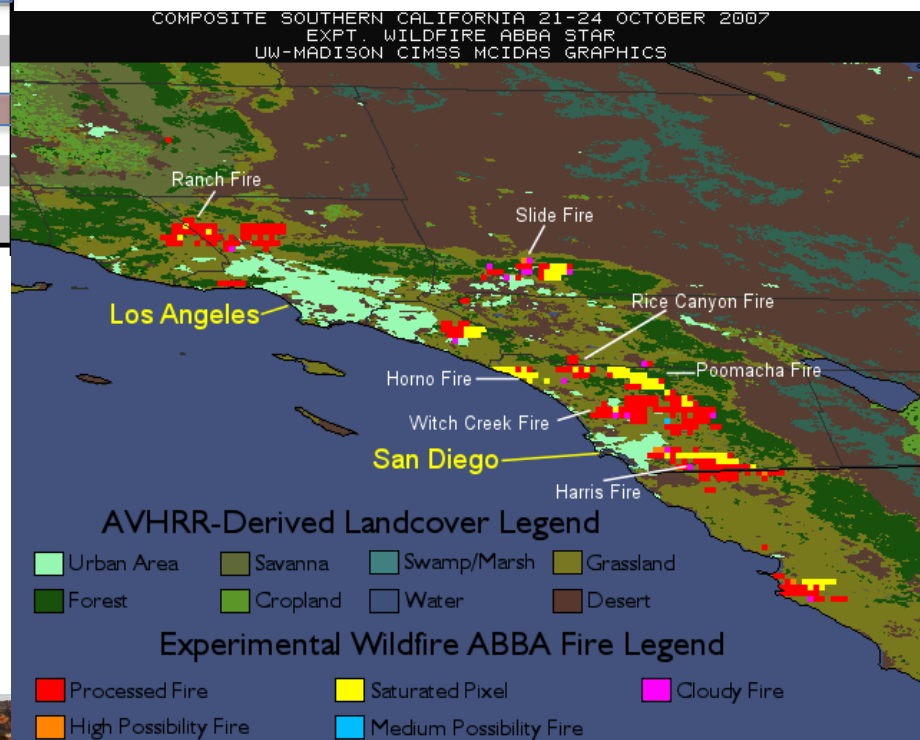 COMPOSITE SOUTHERN CALIFORNIA 21-24 OCTOBER 2007
EXPT. WILDFIRE ABBA STAR
UW-MADISON CIMSS MCIDAS GRAPHICS
Ranch Fire
Slide Fire
Los Angeles
Rice Canyon Fire
Horno Fire
Poomacha Fire
Witch Creek Fire
San Diego
Harris Fire
AVHRR-Derived Landcover Legend
Urban Area Savanna Swamp/Marsh Grassland
Forest Cropland Water Desert
Experimental Wildfire ABBA Fire Legend
Processed Fire Saturated Pixel Cloudy Fire
High Possibility Fire Medium Possibility Fire